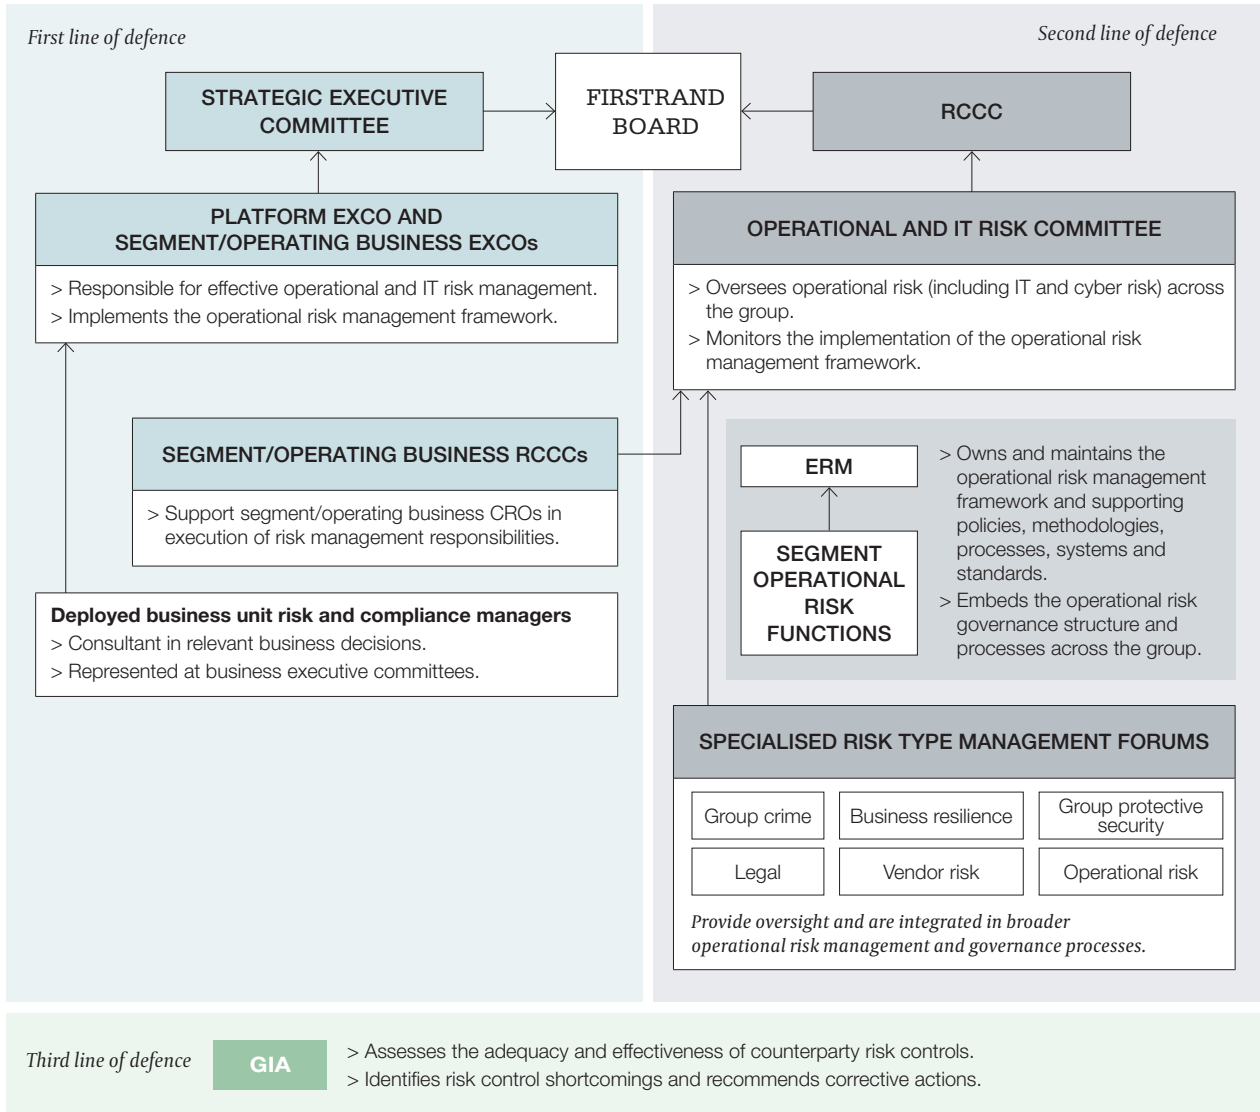 First line of defence
STRATEGIC EXECUTIVE
COMMITTEE
PLATFORM EXCO AND
SEGMENT/OPERATING BUSINESS EXCOs
> Responsible for effective operational and IT risk management.
> Implements the operational risk management framework.
SEGMENT/OPERATING BUSINESS RCCCs
> Support segment/operating business CROs in
execution of risk management responsibilities.
Deployed business unit risk and compliance managers
> Consultant in relevant business decisions.
> Represented at business executive committees.
FIRSTRAND
BOARD
Second line of defence
RCCC
OPERATIONAL AND IT RISK COMMITTEE
> Oversees operational risk (including IT and cyber risk) across
the group.
> Monitors the implementation of the operational risk
management framework.
ERM
SEGMENT
OPERATIONAL
RISK
FUNCTIONS
> Owns and maintains the
operational risk management
framework and supporting
policies, methodologies,
processes, systems and
standards.
> Embeds the operational risk
governance structure and
processes across the group.
SPECIALISED RISK TYPE MANAGEMENT FORUMS
Group crime
Business resilience
Group protective
security
Legal
Vendor risk
Operational risk
Provide oversight and are integrated in broader
operational risk management and governance processes.
Third line of defence
GIA
> Assesses the adequacy and effectiveness of counterparty risk controls.
> Identifies risk control shortcomings and recommends corrective actions.